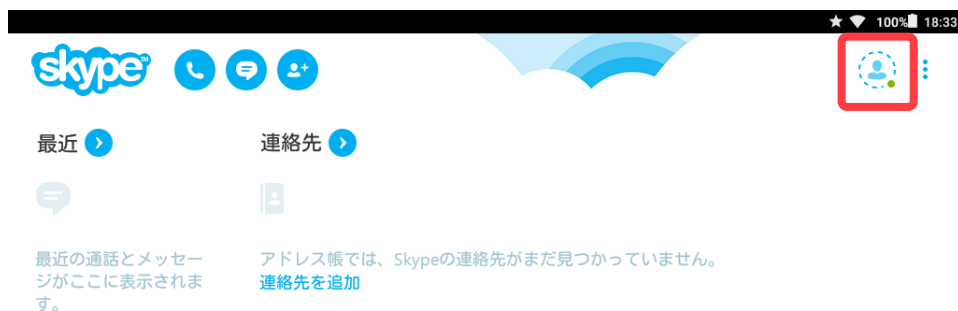 100% 18:33
skype
最近
連絡先
最近の通話とメッセー
ジがここに表示されま
す。
アドレス帳では、Skypeの連絡先がまだ見つかっていません。
連絡先を追加